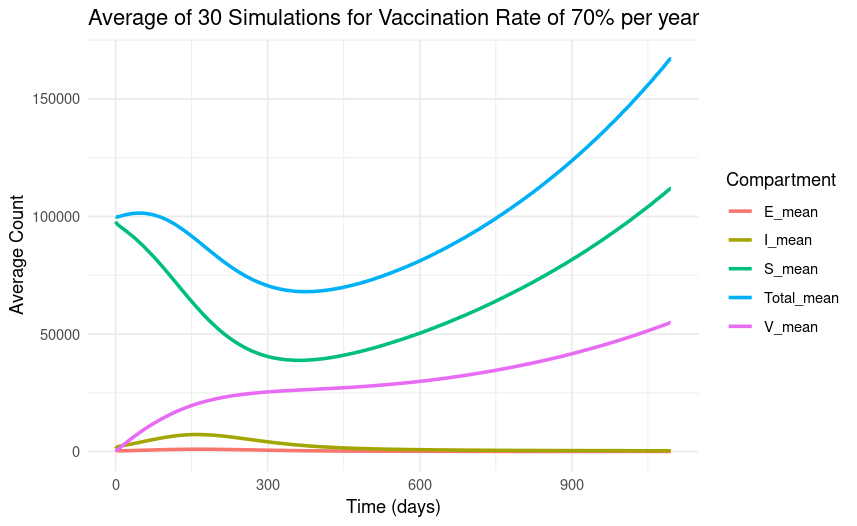 Average of 30 Simulations for Vaccination Rate of 70% per year
150000
100000
50000
0
Average Count
0
300
600
900
Time (days)
Compartment
E_mean
I_mean
S_mean
Total_mean
V_mean